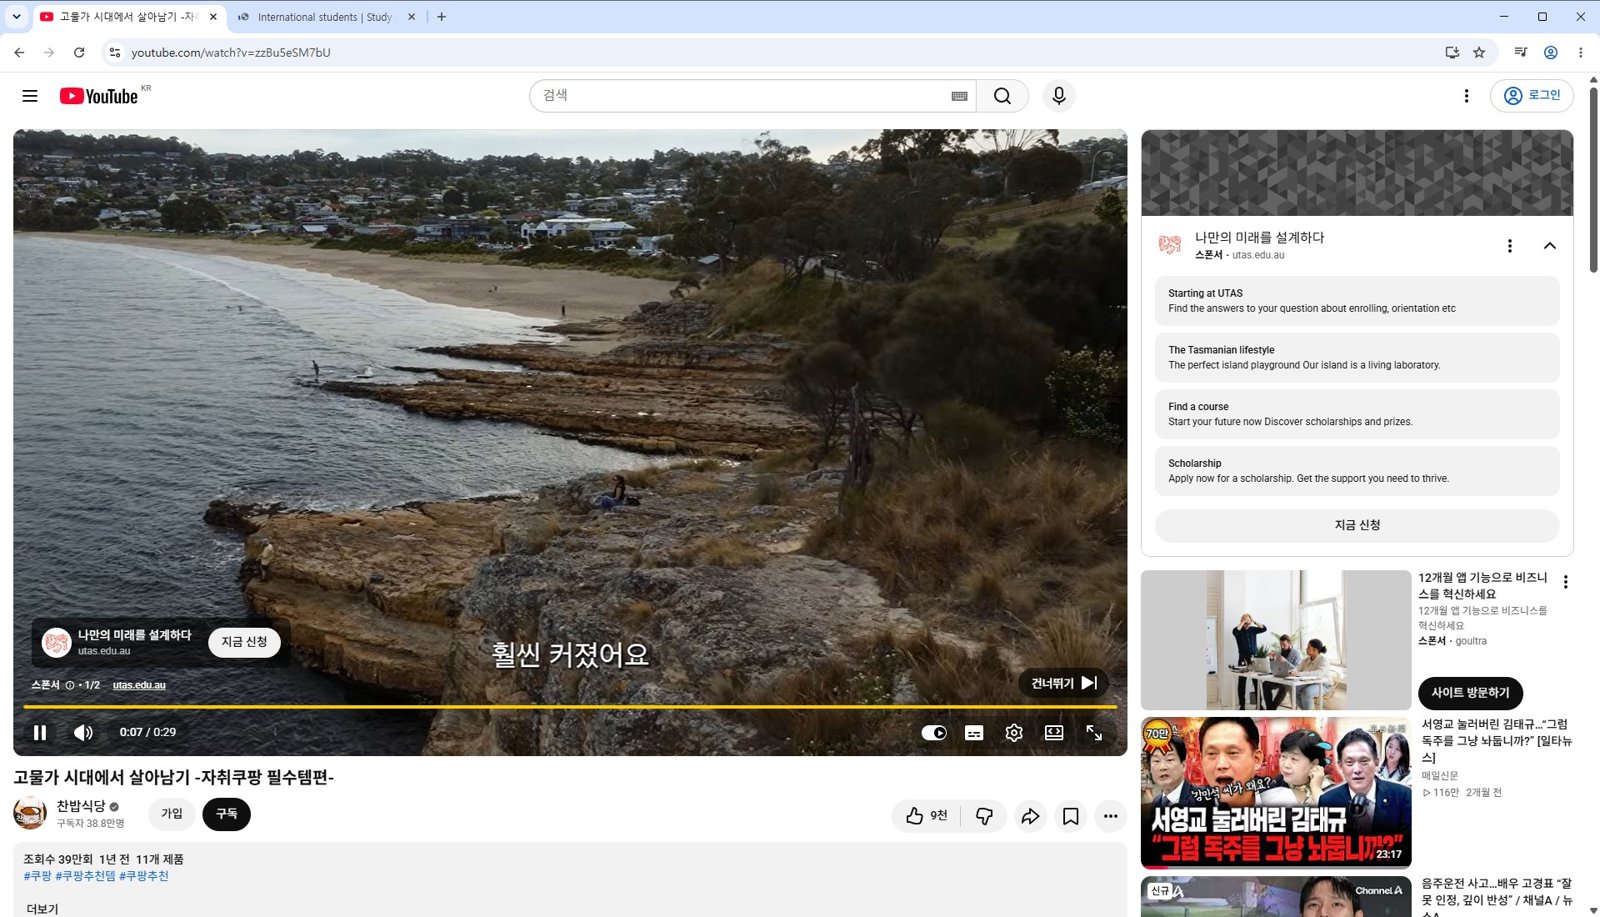 고물가 시대에서 살아남기 -자취
International students | Study
youtube.com/watch?v=zzBu5eSM7bU
YouTube KR
검색
로그인
훨씬 커졌어요
나만의 미래를 설계하다
utas.edu.au
지금 신청
스폰서 · 1/2 utas.edu.au
건너뛰기
0:07 / 0:29
고물가 시대에서 살아남기 -자취쿠팡 필수템편-
찬밥식당
구독자 38.8만명
가입
구독
9천
조회수 39만회 1년 전 11개 제품
#쿠팡 #쿠팡추천템 #쿠팡추천
더보기
나만의 미래를 설계하다
스폰서 · utas.edu.au
Starting at UTAS
Find the answers to your question about enrolling, orientation etc
The Tasmanian lifestyle
The perfect island playground Our island is a living laboratory.
Find a course
Start your future now Discover scholarships and prizes.
Scholarship
Apply now for a scholarship. Get the support you need to thrive.
지금 신청
12개월 앱 기능으로 비즈니
스를 혁신하세요
12개월 앱 기능으로 비즈니스를
혁신하세요
스폰서 · goultra
사이트 방문하기
70만
서영교 눌러버린 김태규
"그럼 독주를 그냥 놔둡니까?"
23:17
서영교 눌러버린 김태규…“그럼
독주를 그냥 놔둡니까?” [일타뉴
스]
매일신문
116만 2개월 전
신규
Channel A
음주운전 사고…배우 고경표 “잘
못 인정, 깊이 반성” / 채널A / 뉴
스A